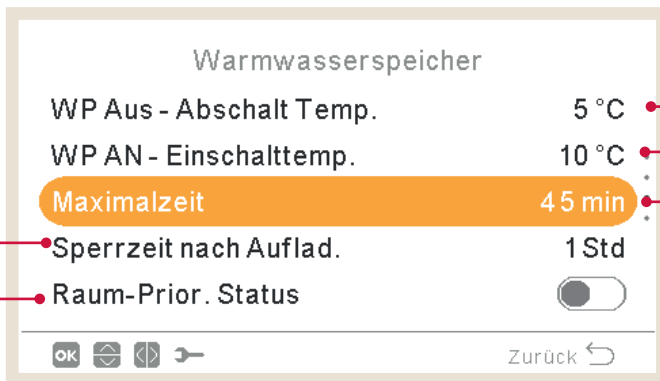 Warmwasserspeicher
WP Aus - Abschalt Temp. 5 °C
WP AN - Einschalttemp. 10 °C
Maximalzeit 45 min
Sperrzeit nach Auflad. 1 Std
Raum-Prior. Status
OK Zurück